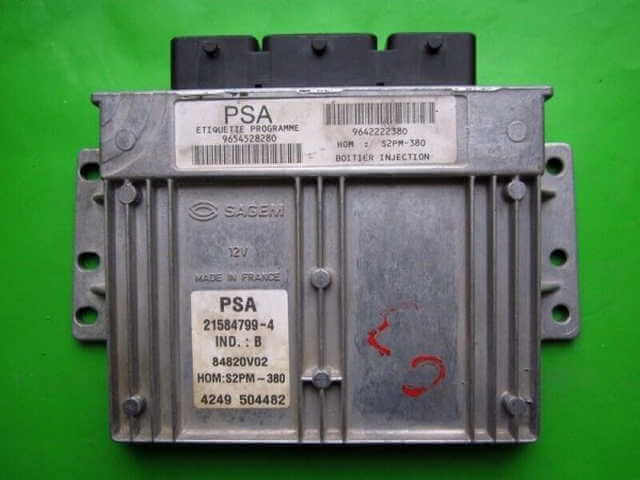 PSA
ETIQUETTE PROGRAMME
9654528280
9642222380
HOM : S2PM-380
BOITIER INJECTION
SAGEM
12V
MADE IN FRANCE
PSA
21584799-4
IND. : B
84820V02
HOM:S2PM-380
4249 504482